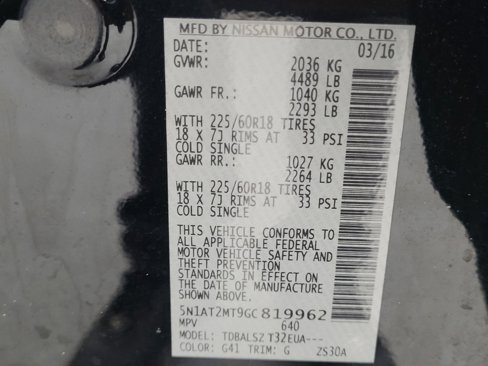 MFD BY NISSAN MOTOR CO., LTD.
DATE: 03/16
GVWR: 2036 KG
4489 LB
GAWR FR.: 1040 KG
2293 LB
WITH 225/60R18 TIRES
18 X 7J RIMS AT 33 PSI
COLD SINGLE
GAWR RR.: 1027 KG
2264 LB
WITH 225/60R18 TIRES
18 X 7J RIMS AT 33 PSI
COLD SINGLE
THIS VEHICLE CONFORMS TO
ALL APPLICABLE FEDERAL
MOTOR VEHICLE SAFETY AND
THEFT PREVENTION
STANDARDS IN EFFECT ON
THE DATE OF MANUFACTURE
SHOWN ABOVE.
5N1AT2MT9GC819962
MPV 640
MODEL: TDBALSZ T32EUA---
COLOR: G41 TRIM: G ZS30A